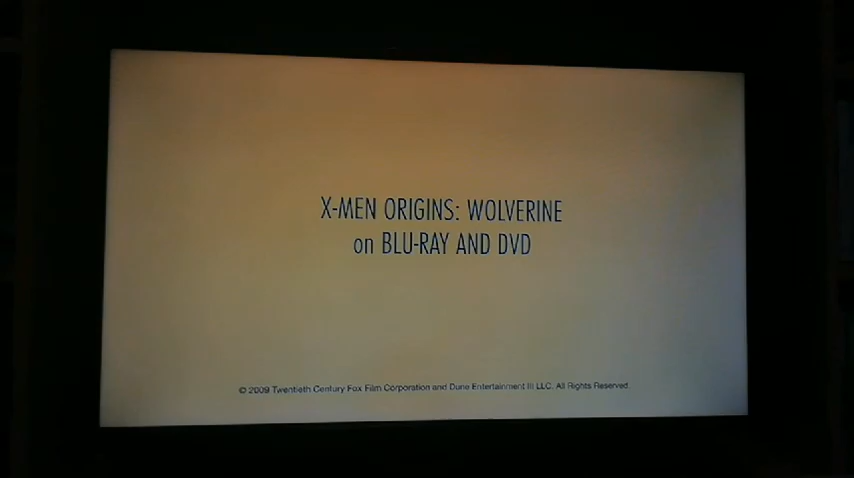 X-MEN ORIGINS: WOLVERINE
on BLU-RAY AND DVD
© 2009 Twentieth Century Fox Film Corporation and Dune Entertainment III LLC. All Rights Reserved.